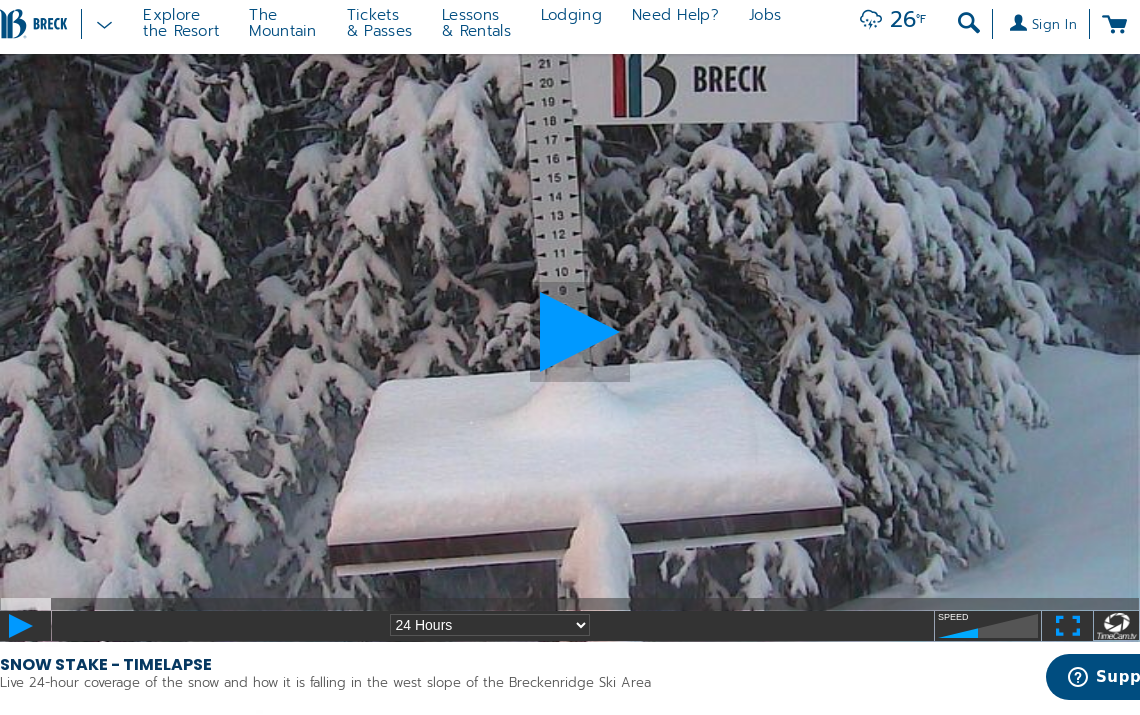 BRECK
Explore
the Resort
The
Mountain
Tickets
& Passes
Lessons
& Rentals
Lodging
Need Help?
Jobs
26°F
Sign In
21
20
19
18
17
16
15
14
13
12
11
10
9
BRECK
24 Hours
SPEED
TimeCam.tv
SNOW STAKE - TIMELAPSE
Live 24-hour coverage of the snow and how it is falling in the west slope of the Breckenridge Ski Area
Supp